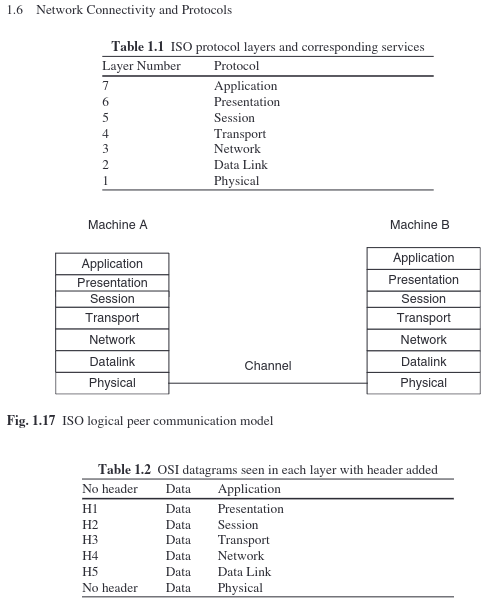 1.6 Network Connectivity and Protocols
Table 1.1 ISO protocol layers and corresponding services
Layer Number Protocol
7 Application
6 Presentation
5 Session
4 Transport
3 Network
2 Data Link
1 Physical
Machine A Machine B
Application Application
Presentation Presentation
Session Session
Transport Transport
Network Network
Datalink Datalink
Channel
Physical Physical
Fig. 1.17 ISO logical peer communication model
Table 1.2 OSI datagrams seen in each layer with header added
No header Data Application
H1 Data Presentation
H2 Data Session
H3 Data Transport
H4 Data Network
H5 Data Data Link
No header Data Physical